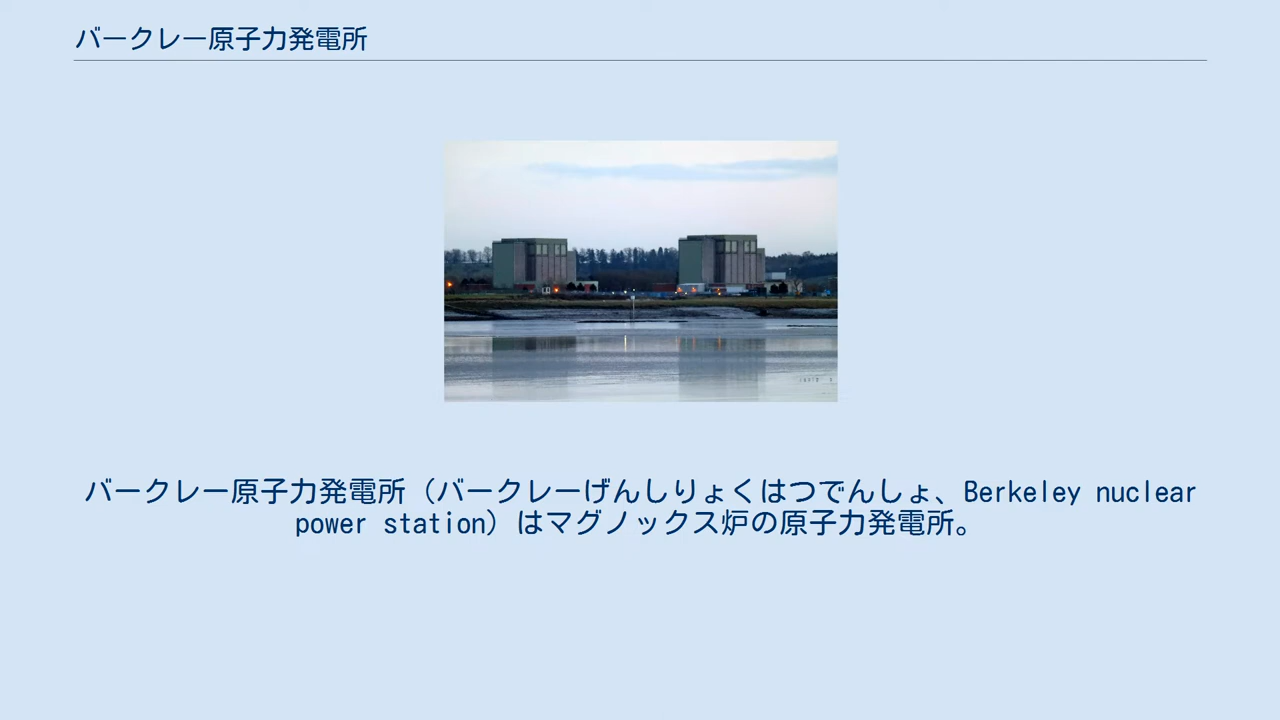 バークレー原子力発電所
バークレー原子力発電所（バークレーげんしりょくはつでんしょ、Berkeley nuclear
power station）はマグノックス炉の原子力発電所。